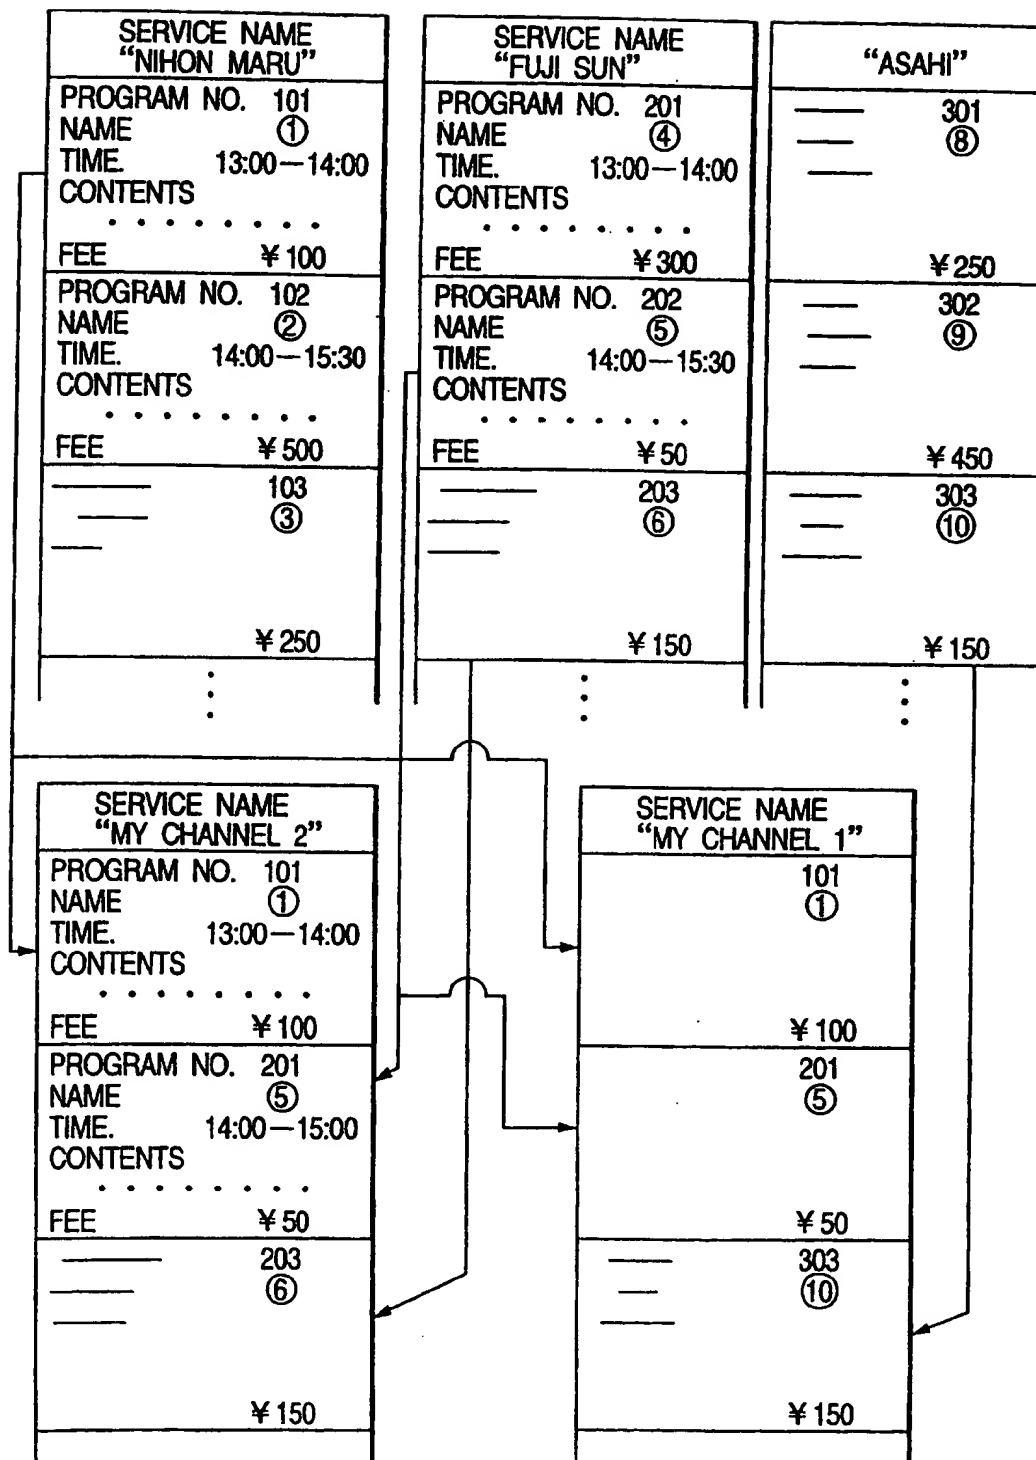 SERVICE NAME
“NIHON MARU”
PROGRAM NO. 101
NAME ①
TIME. 13:00—14:00
CONTENTS
• • • • • • • •
FEE ¥100
PROGRAM NO. 102
NAME ②
TIME. 14:00—15:30
CONTENTS
• • • • • • • •
FEE ¥500
103
③
¥250
SERVICE NAME
“FUJI SUN”
PROGRAM NO. 201
NAME ④
TIME. 13:00—14:00
CONTENTS
• • • • • • • •
FEE ¥300
PROGRAM NO. 202
NAME ⑤
TIME. 14:00—15:30
CONTENTS
• • • • • • • •
FEE ¥50
203
⑥
¥150
“ASAHI”
301
⑧
¥250
302
⑨
¥450
303
⑩
¥150
SERVICE NAME
“MY CHANNEL 2”
PROGRAM NO. 101
NAME ①
TIME. 13:00—14:00
CONTENTS
• • • • • • • •
FEE ¥100
PROGRAM NO. 201
NAME ⑤
TIME. 14:00—15:00
CONTENTS
• • • • • • • •
FEE ¥50
203
⑥
¥150
SERVICE NAME
“MY CHANNEL 1”
101
①
¥100
201
⑤
¥50
303
⑩
¥150